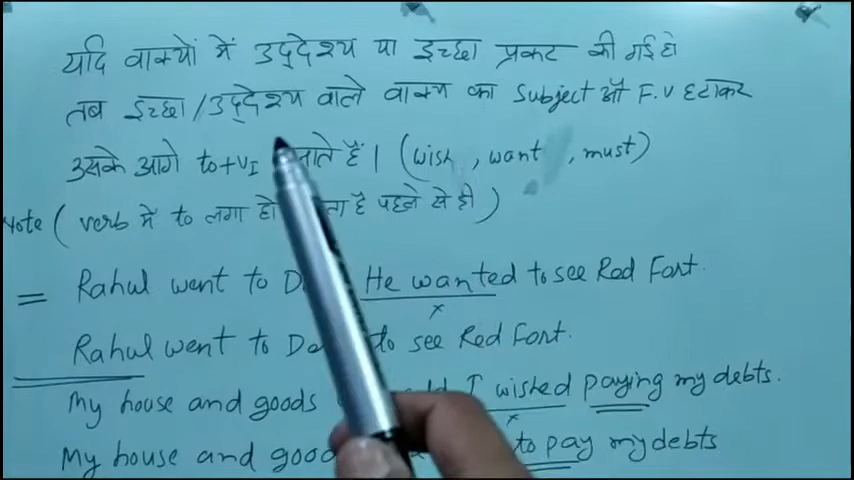 यदि वाक्यों में उद्देश्य या इच्छा प्रकट की गई हो
तब इच्छा/उद्देश्य वाले वाक्य का Subject औ F.V हटाकर
उसके आगे to+V1 हैं। (wish, want, must)
Note ( verb में to लगा हो है पहले से ही )
= Rahul went to He wanted to see Red Fort.
x
Rahul went to to see Red Fort.
My house and goods I wished paying my debts.
x
My house and good to pay my debts